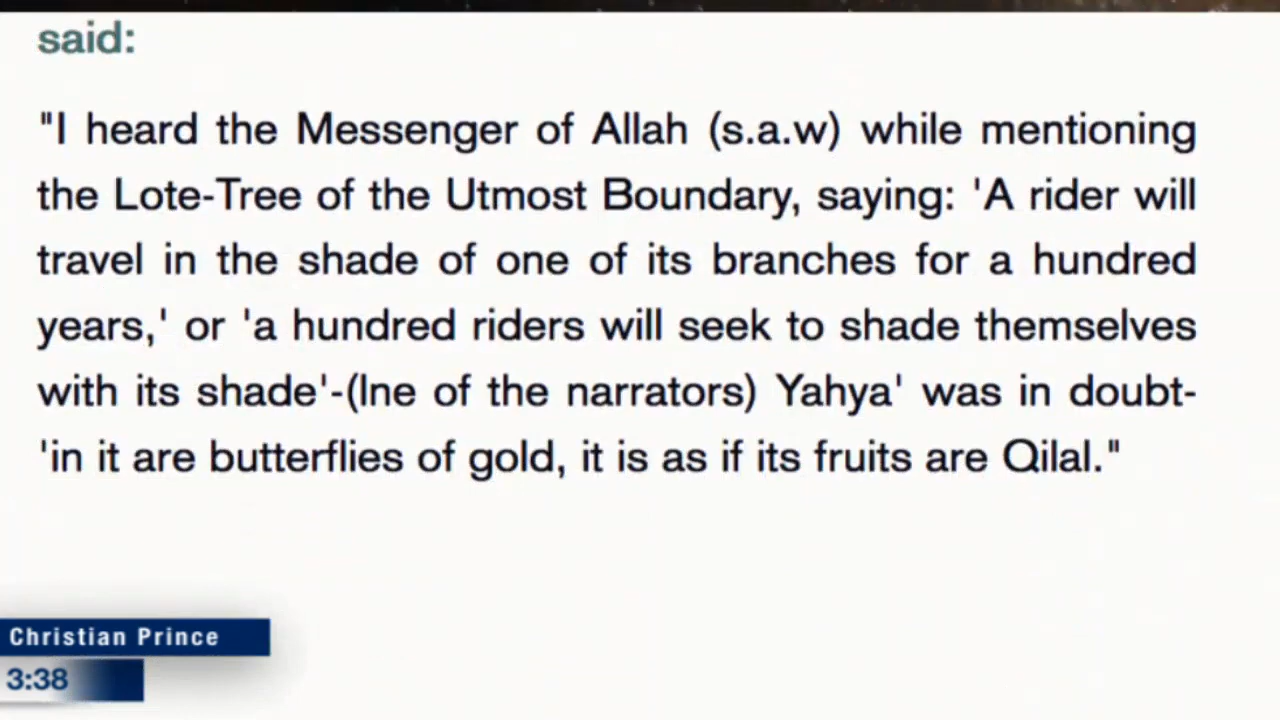 said:
"I heard the Messenger of Allah (s.a.w) while mentioning
the Lote-Tree of the Utmost Boundary, saying: 'A rider will
travel in the shade of one of its branches for a hundred
years,' or 'a hundred riders will seek to shade themselves
with its shade'-(Ine of the narrators) Yahya' was in doubt-
'in it are butterflies of gold, it is as if its fruits are Qilal."
Christian Prince
3:38